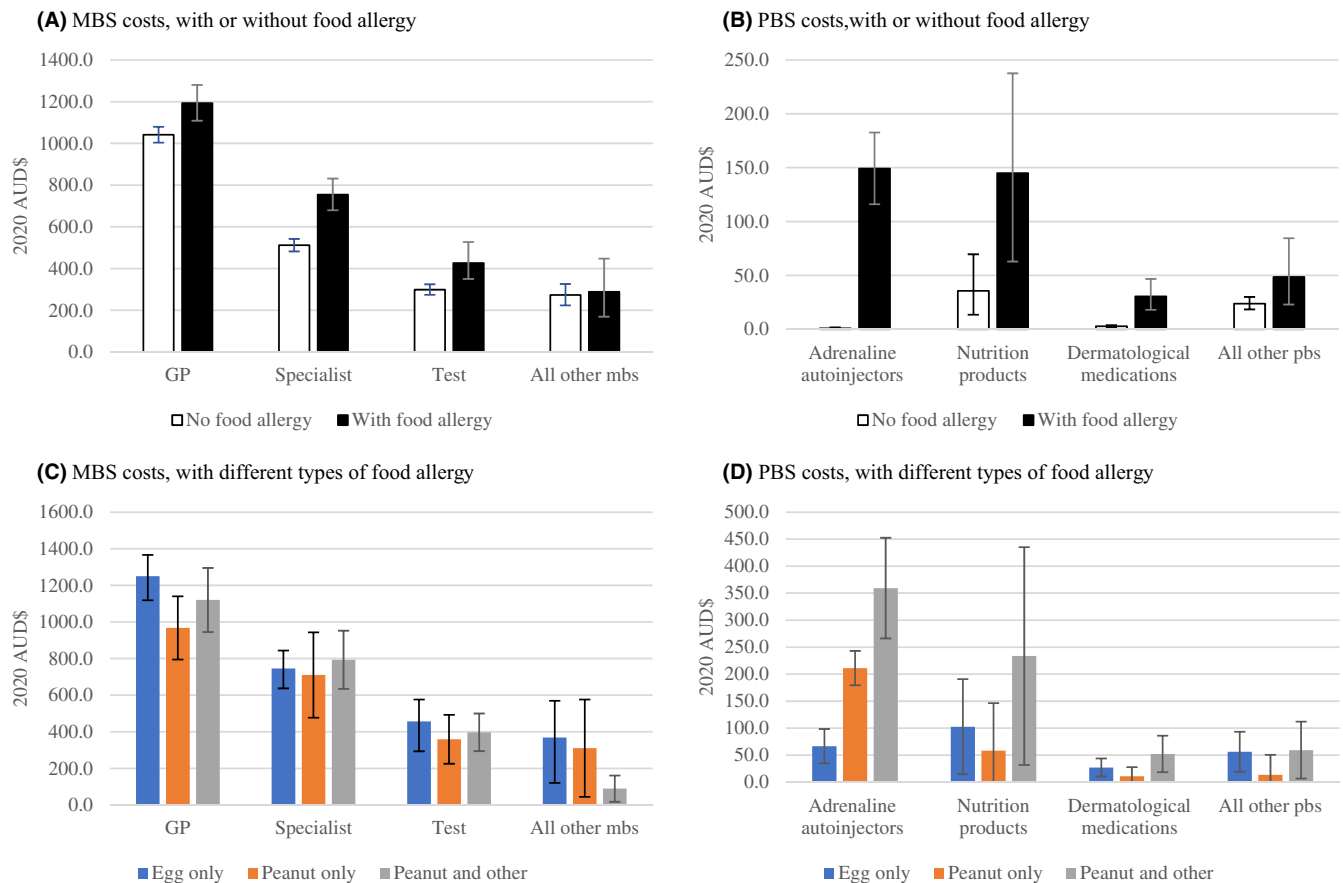 (A) MBS costs, with or without food allergy
1400.0
1200.0
1000.0
800.0
600.0
400.0
200.0
0.0
2020 AUD$
GP Specialist Test All other mbs
No food allergy With food allergy
(B) PBS costs,with or without food allergy
250.0
200.0
150.0
100.0
50.0
0.0
2020 AUD$
Adrenaline Nutrition Dermatological All other pbs
autoinjectors products medications
No food allergy With food allergy
(C) MBS costs, with different types of food allergy
1600.0
1400.0
1200.0
1000.0
800.0
600.0
400.0
200.0
0.0
2020 AUD$
GP Specialist Test All other mbs
Egg only Peanut only Peanut and other
(D) PBS costs, with different types of food allergy
500.0
450.0
400.0
350.0
300.0
250.0
200.0
150.0
100.0
50.0
0.0
2020 AUD$
Adrenaline Nutrition Dermatological All other pbs
autoinjectors products medications
Egg only Peanut only Peanut and other